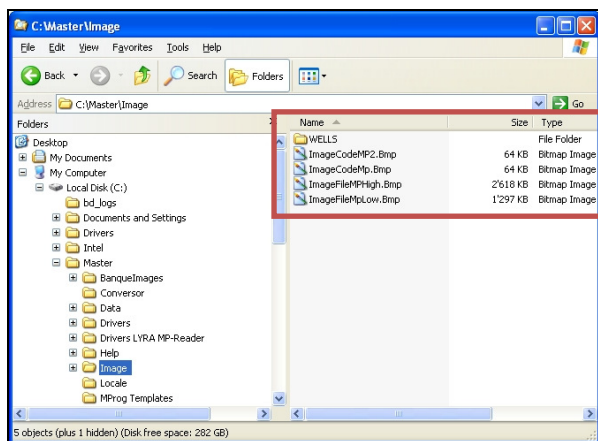 C:\Master\Image
File Edit View Favorites Tools Help
Back Search Folders
Address C:\Master\Image Go
Folders
Desktop
My Documents
My Computer
Local Disk (C:)
bd_logs
Documents and Settings
Drivers
Intel
Master
BanqueImages
Conversor
Data
Drivers
Drivers LYRA MP-Reader
Help
Image
Locale
MProg Templates
Name Size Type
WELLS File Folder
ImageCodeMP2.Bmp 64 KB Bitmap Image
ImageCodeMp.Bmp 64 KB Bitmap Image
ImageFileMPHigh.Bmp 2'618 KB Bitmap Image
ImageFileMpLow.Bmp 1'297 KB Bitmap Image
5 objects (plus 1 hidden) (Disk free space: 282 GB)